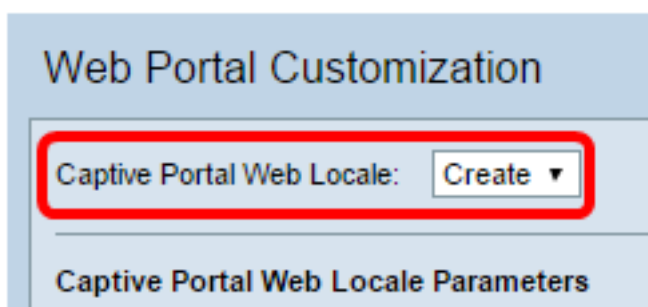 Web Portal Customization
Captive Portal Web Locale: Create ▼
Captive Portal Web Locale Parameters